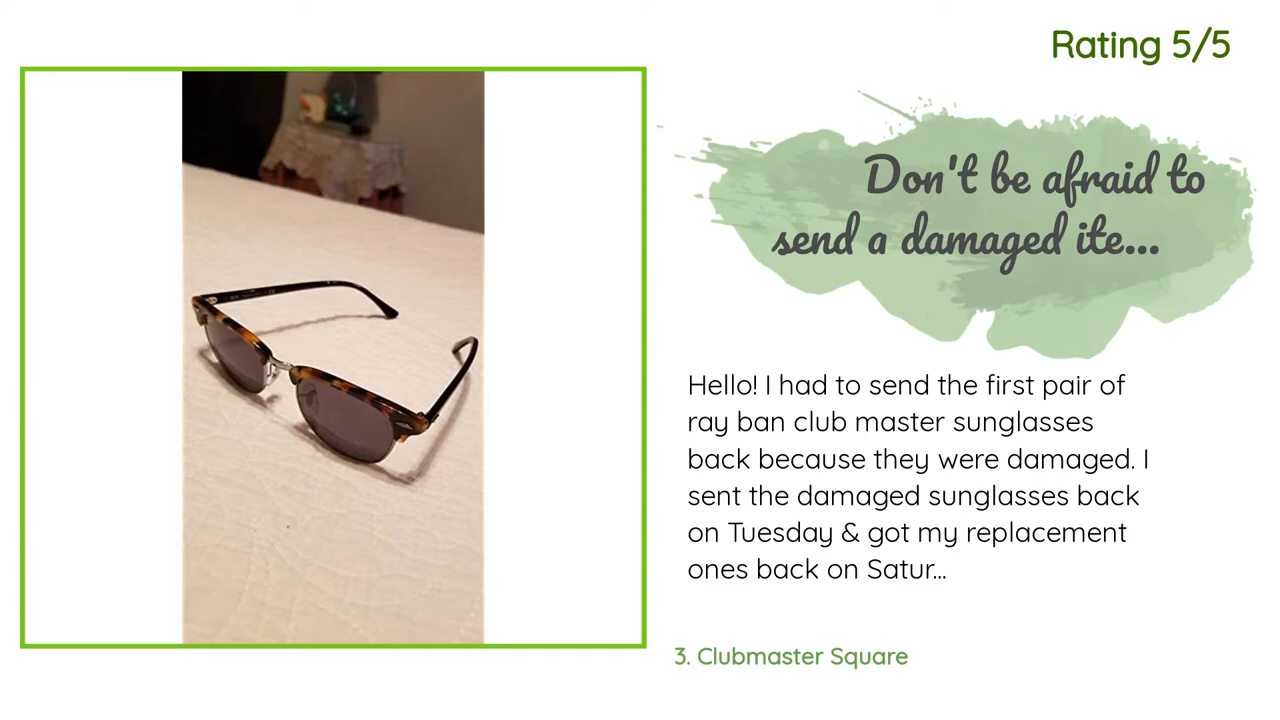 Rating 5/5
Don't be afraid to
send a damaged ite...
Hello! I had to send the first pair of
ray ban club master sunglasses
back because they were damaged. I
sent the damaged sunglasses back
on Tuesday & got my replacement
ones back on Satur...
3. Clubmaster Square